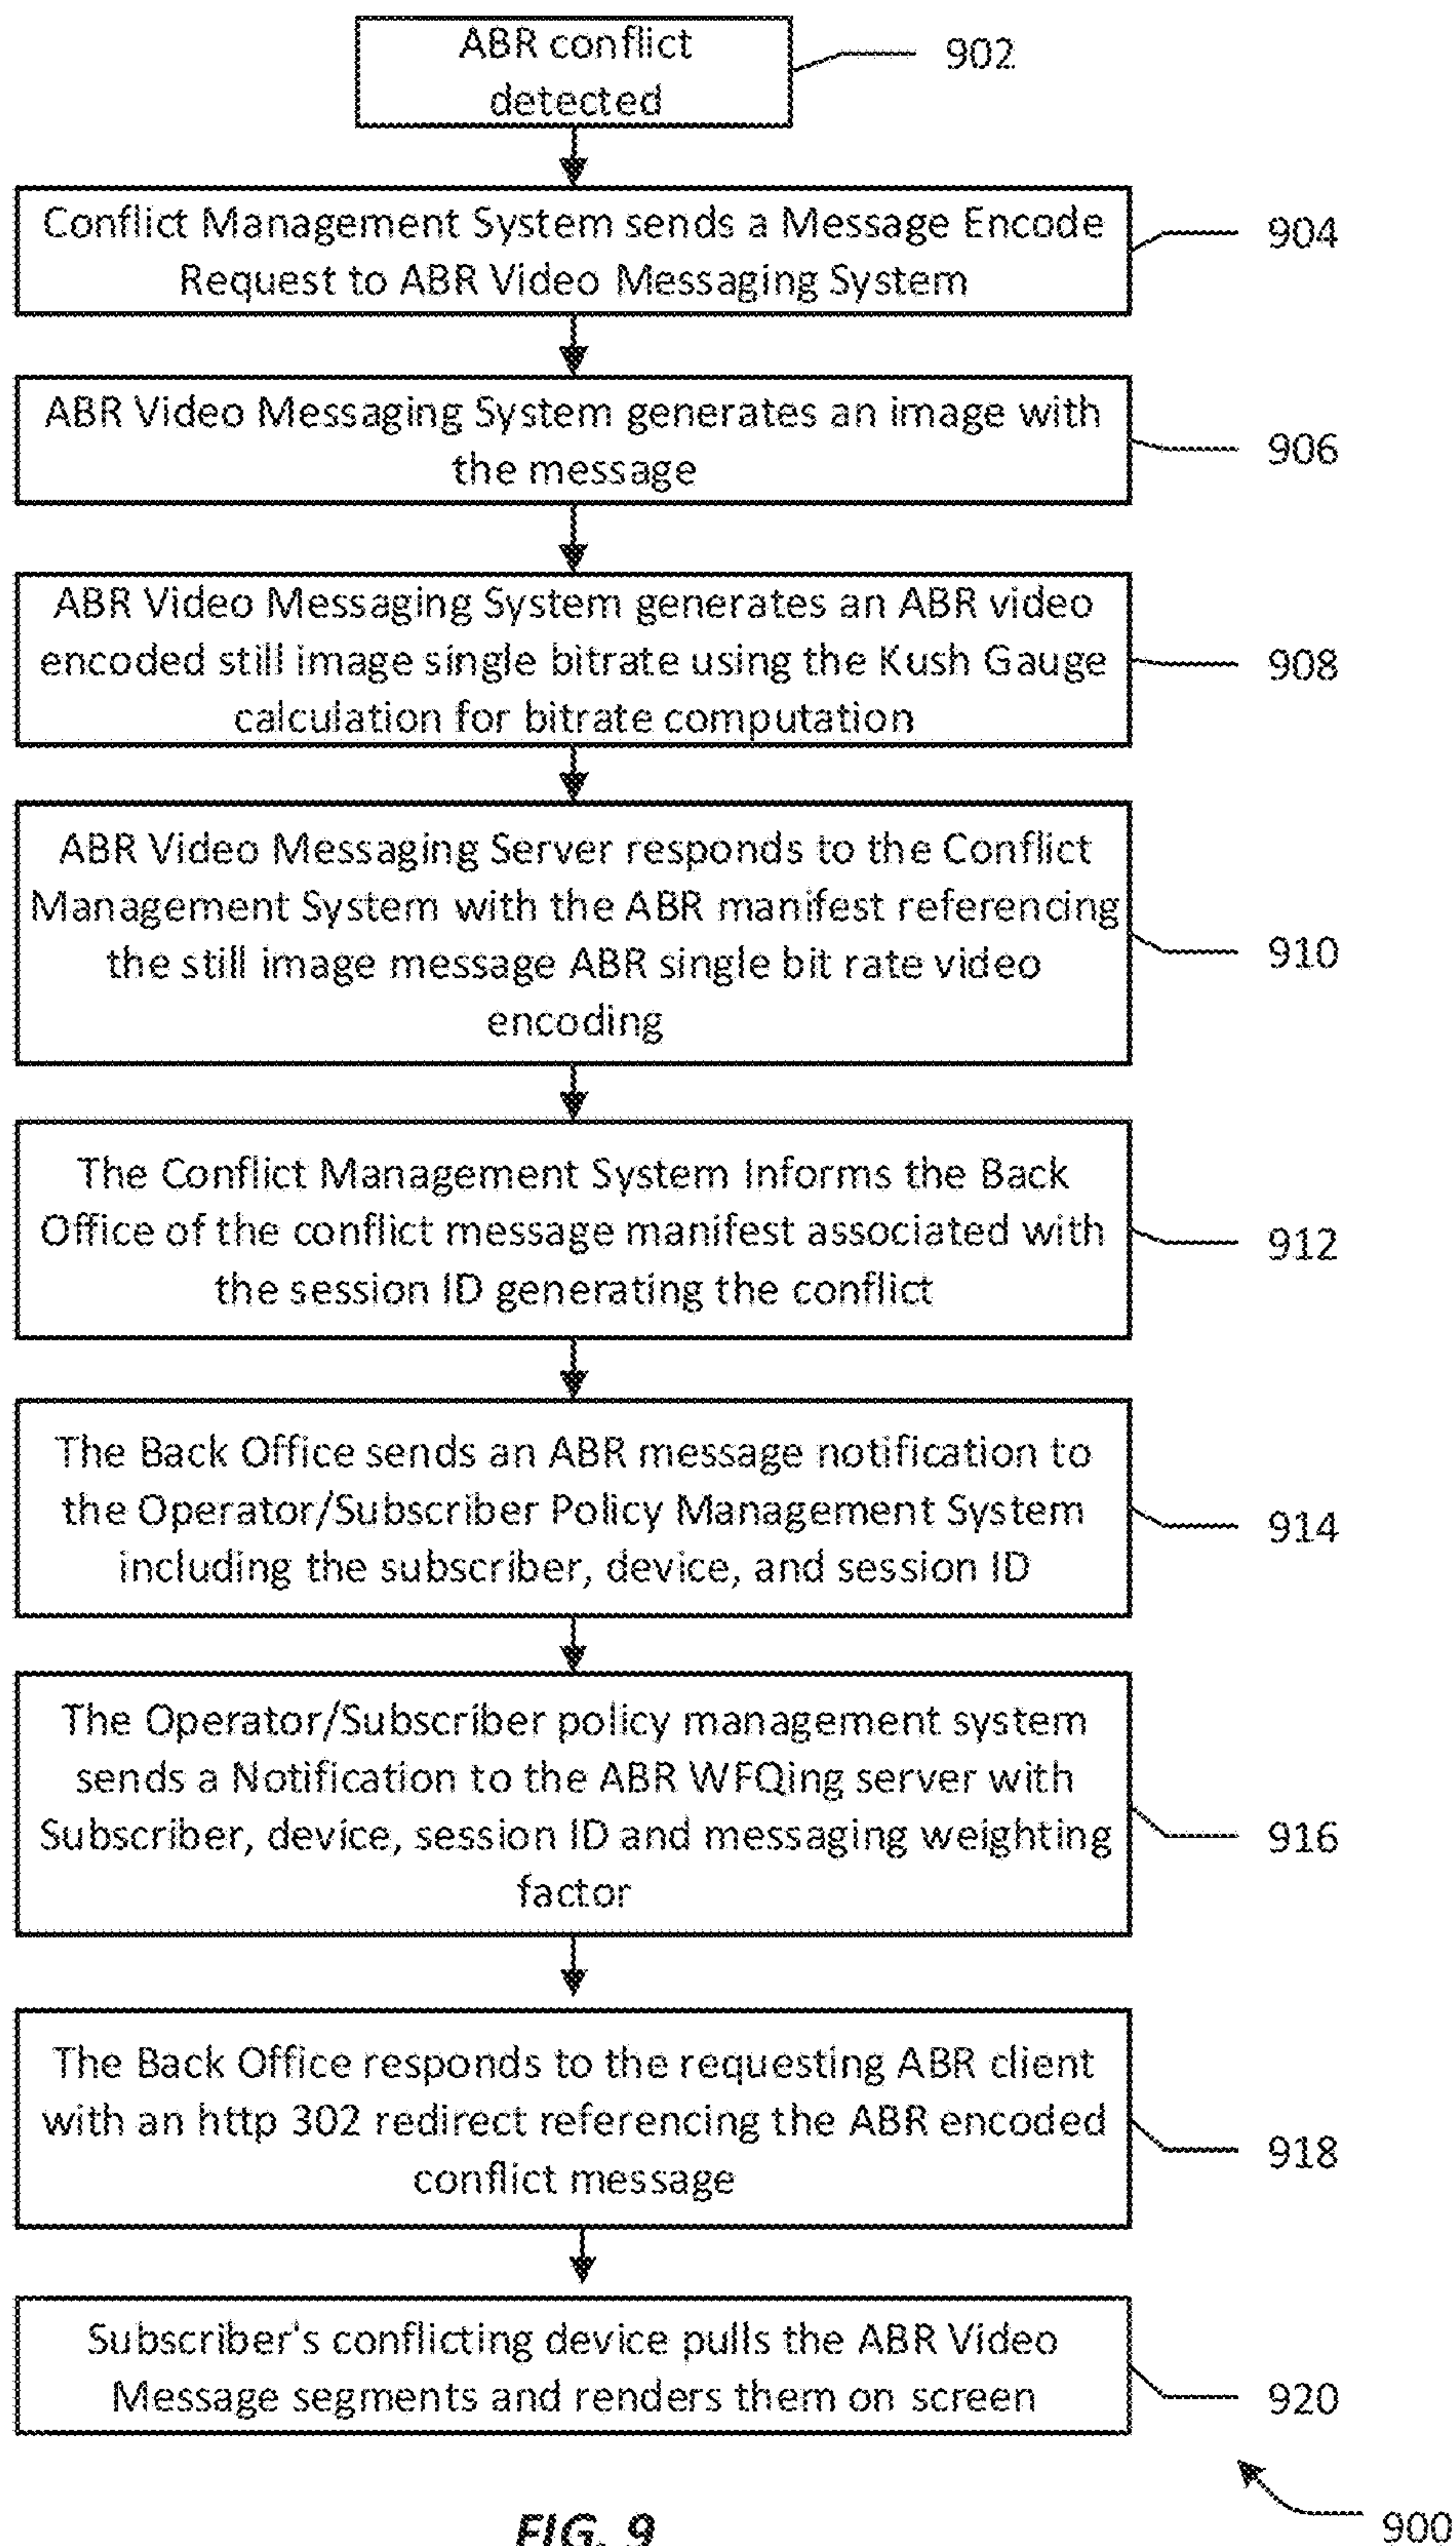 ABR conflict
detected
902
Conflict Management System sends a Message Encode
Request to ABR Video Messaging System
904
ABR Video Messaging System generates an image with
the message
906
ABR Video Messaging System generates an ABR video
encoded still image single bitrate using the Kush Gauge
calculation for bitrate computation
908
ABR Video Messaging Server responds to the Conflict
Management System with the ABR manifest referencing
the still image message ABR single bit rate video
encoding
910
The Conflict Management System Informs the Back
Office of the conflict message manifest associated with
the session ID generating the conflict
912
The Back Office sends an ABR message notification to
the Operator/Subscriber Policy Management System
including the subscriber, device, and session ID
914
The Operator/Subscriber policy management system
sends a Notification to the ABR WFQing server with
Subscriber, device, session ID and messaging weighting
factor
916
The Back Office responds to the requesting ABR client
with an http 302 redirect referencing the ABR encoded
conflict message
918
Subscriber's conflicting device pulls the ABR Video
Message segments and renders them on screen
920
900
FIG. 9